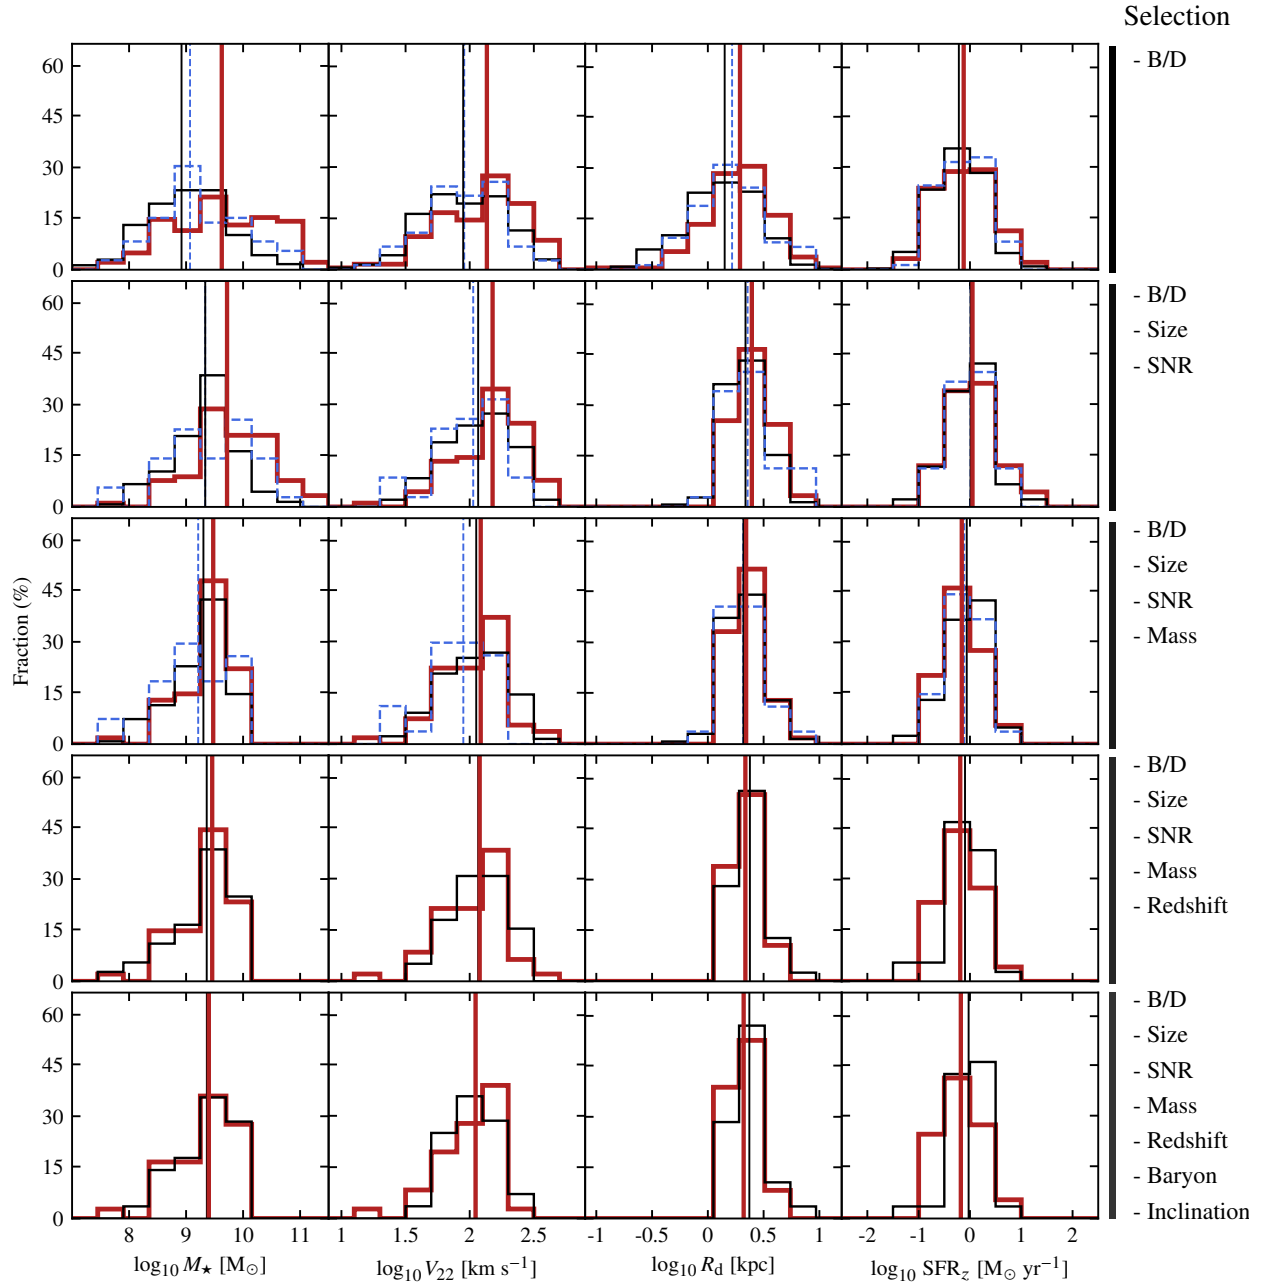 Selection
60
45
30
15
0
- B/D
60
45
30
15
0
- B/D
- Size
- SNR
Fraction (%)
60
45
30
15
0
- B/D
- Size
- SNR
- Mass
60
45
30
15
0
- B/D
- Size
- SNR
- Mass
- Redshift
60
45
30
15
0
- B/D
- Size
- SNR
- Mass
- Redshift
- Baryon
- Inclination
8 9 10 11 1 1.5 2 2.5 -1 -0.5 0 0.5 1 -2 -1 0 1 2
log₁₀ M★ [M⊙] log₁₀ V₂₂ [km s⁻¹] log₁₀ R_d [kpc] log₁₀ SFR_z [M⊙ yr⁻¹]